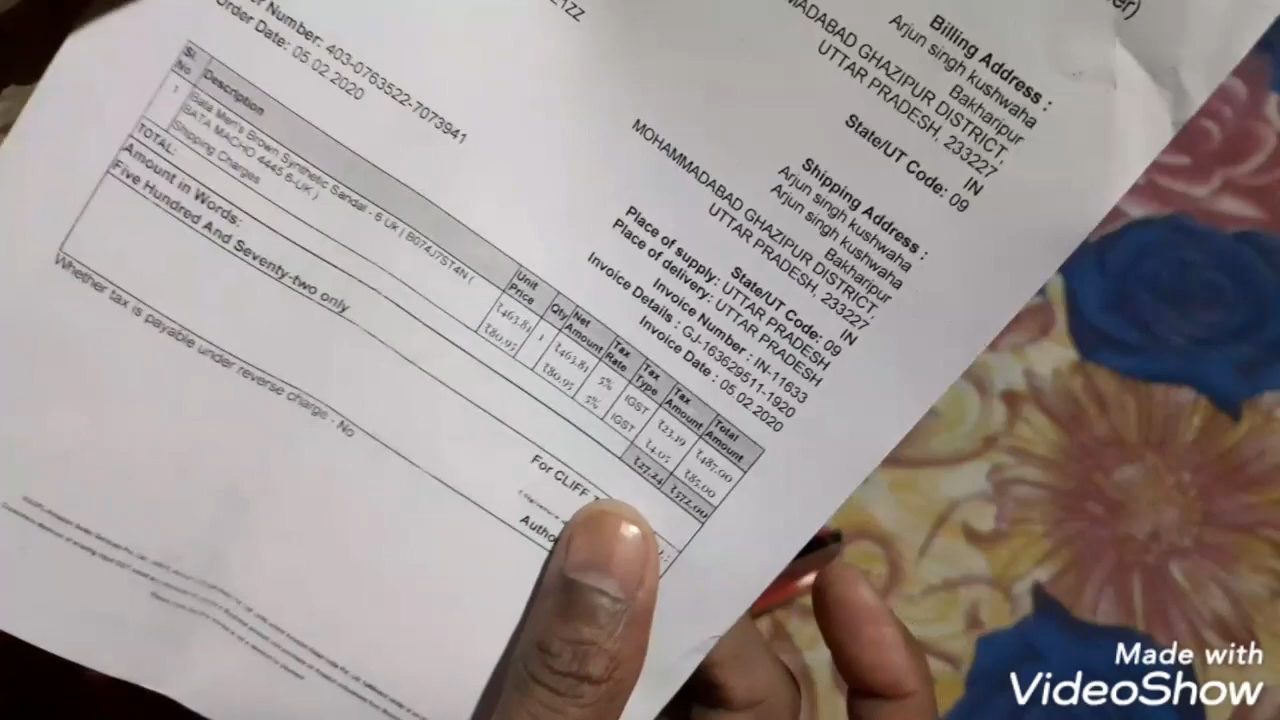 Number: 403-0763522-7073941
Order Date: 05.02.2020
Billing Address :
Arjun singh kushwaha
Bakharipur
GHAZIPUR DISTRICT,
UTTAR PRADESH, 233227
IN
State/UT Code: 09
Shipping Address :
Arjun singh kushwaha
Arjun singh kushwaha
Bakharipur
MOHAMMADABAD GHAZIPUR DISTRICT,
UTTAR PRADESH, 233227
IN
State/UT Code: 09
Place of supply: UTTAR PRADESH
Place of delivery: UTTAR PRADESH
Invoice Number : IN-11633
Invoice Details : GJ-163629511-1920
Invoice Date : 05.02.2020
Sl. No Description Unit Price Qty Net Amount Tax Rate Tax Type Tax Amount Total Amount
1 Bata Men's Brown Synthetic Sandal - 6 Uk ( B074J7ST4N ( ₹463.81 1 ₹463.81 5% IGST ₹23.19 ₹487.00
BATA MACHO 4445 6-UK )
Shipping Charges ₹80.95 ₹80.95 5% IGST ₹4.05 ₹85.00
TOTAL: ₹27.24 ₹572.00
Amount in Words:
Five Hundred And Seventy-two only
For CLIFF
Whether tax is payable under reverse charge - No
Made with
VideoShow